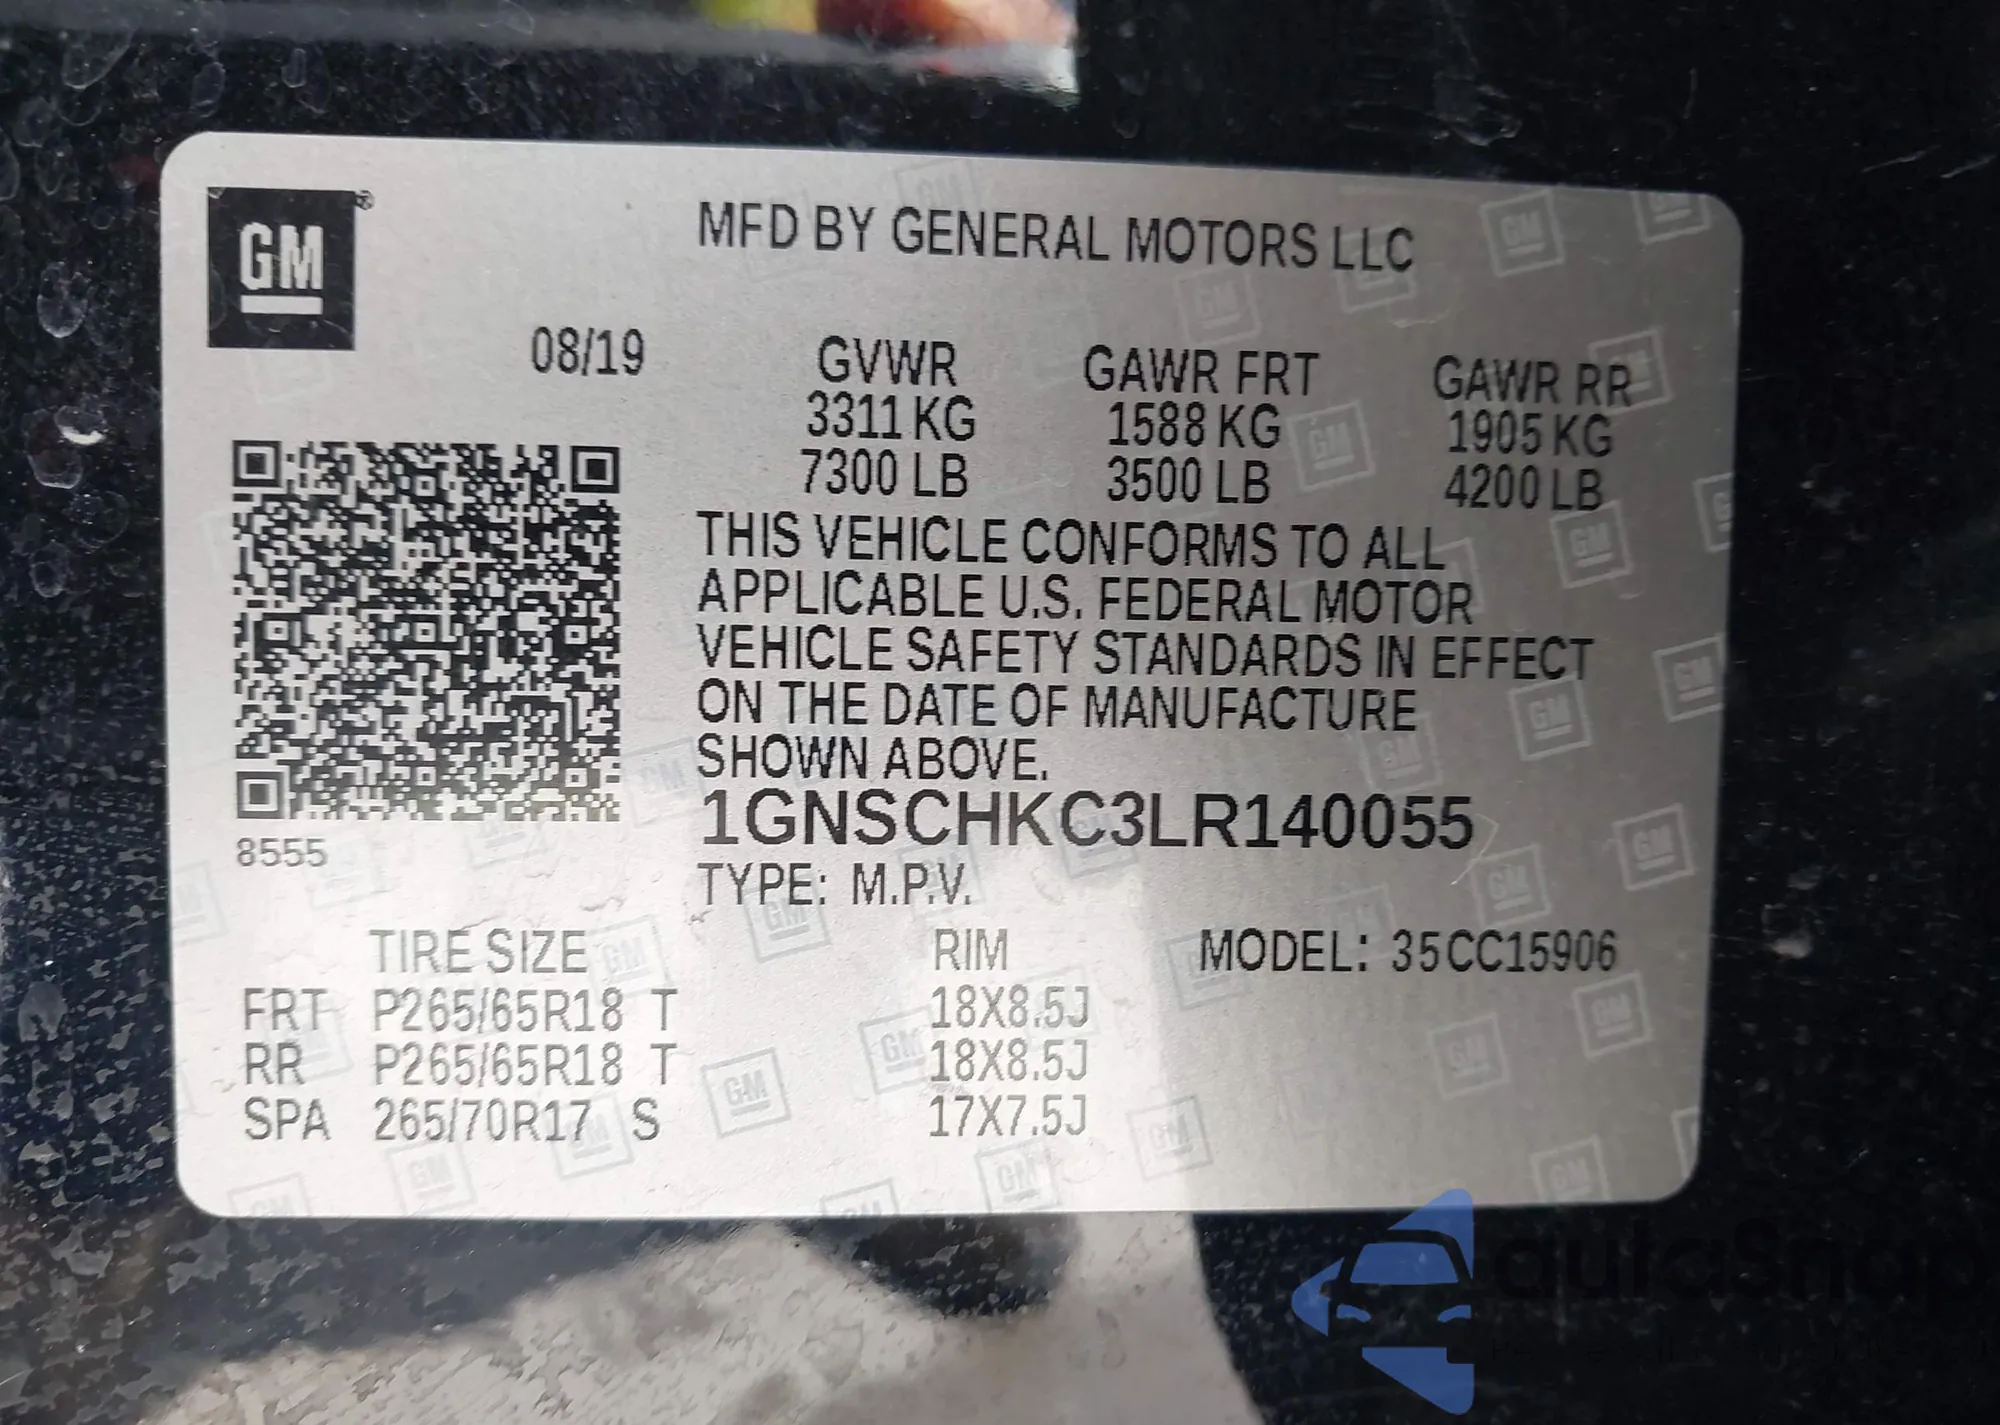 GM
MFD BY GENERAL MOTORS LLC
08/19 GVWR GAWR FRT GAWR RR
3311 KG 1588 KG 1905 KG
7300 LB 3500 LB 4200 LB
THIS VEHICLE CONFORMS TO ALL
APPLICABLE U.S. FEDERAL MOTOR
VEHICLE SAFETY STANDARDS IN EFFECT
ON THE DATE OF MANUFACTURE
SHOWN ABOVE.
1GNSCHKC3LR140055
8555
TYPE: M.P.V.
TIRE SIZE RIM MODEL: 35CC15906
FRT P265/65R18 T 18X8.5J
RR P265/65R18 T 18X8.5J
SPA 265/70R17 S 17X7.5J